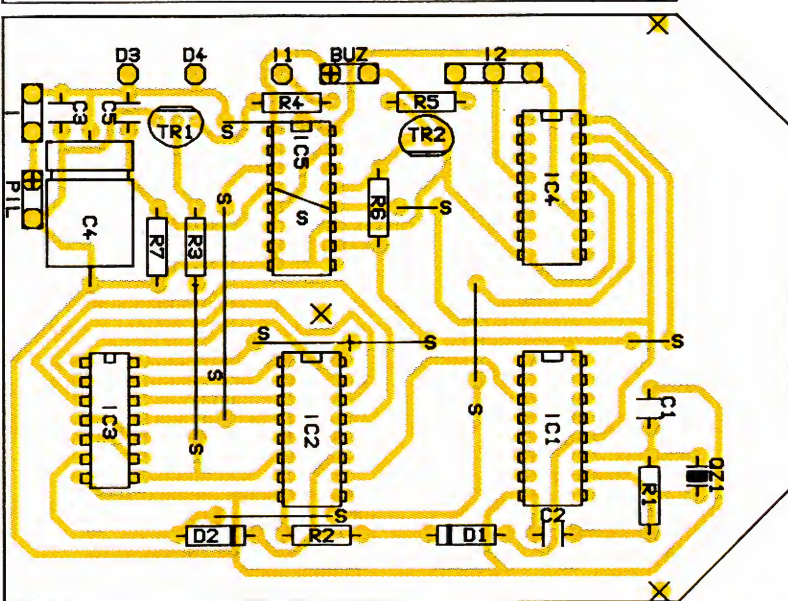 D3 D4 I1 BUZ I2
C3 C5 R4 R5
TR1 S TR2
IC5
PIL
S S R6 S IC4
C4 R7 R3
S S S
S
IC3 IC2 S IC1 C1
S
QZ1
R1
S C2
D2 R2 D1